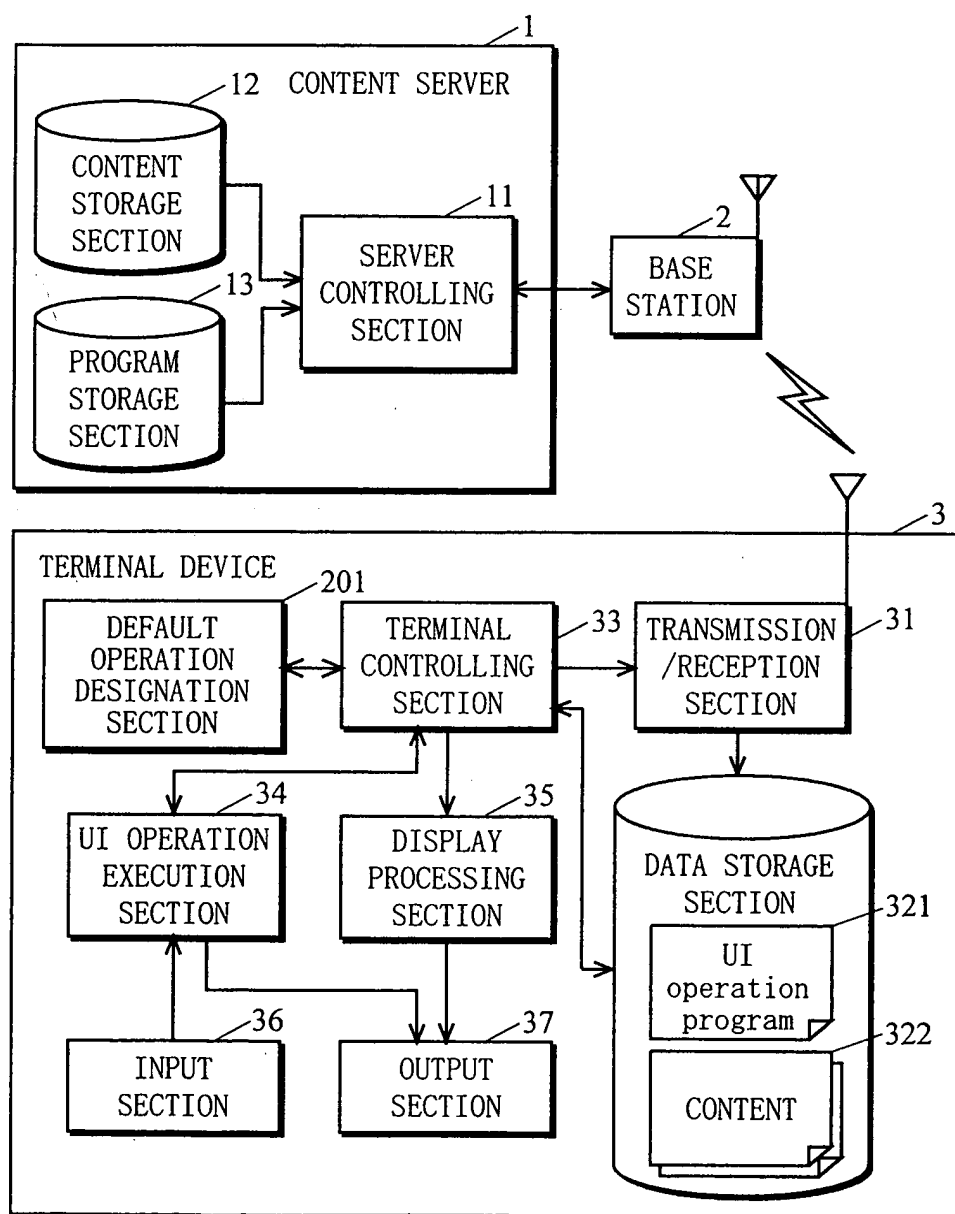 1
12
CONTENT SERVER
CONTENT
STORAGE
SECTION
11
SERVER
CONTROLLING
SECTION
2
BASE
STATION
13
PROGRAM
STORAGE
SECTION
3
TERMINAL DEVICE
201
DEFAULT
OPERATION
DESIGNATION
SECTION
TERMINAL
CONTROLLING
SECTION
33
TRANSMISSION
/RECEPTION
SECTION
31
34
UI OPERATION
EXECUTION
SECTION
35
DISPLAY
PROCESSING
SECTION
DATA STORAGE
SECTION
321
UI
operation
program
322
CONTENT
36
INPUT
SECTION
37
OUTPUT
SECTION